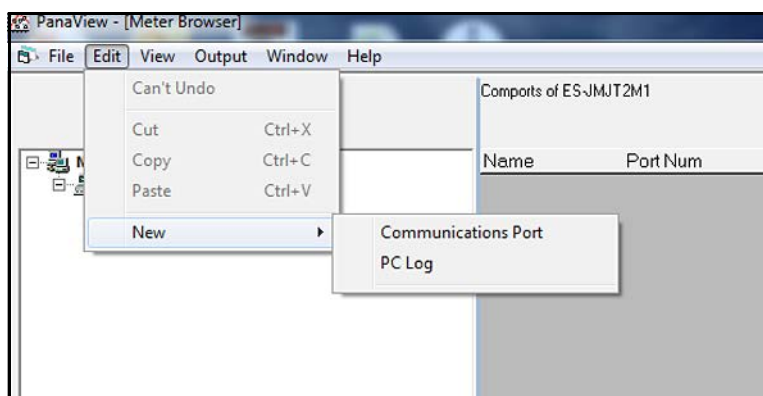 PanaView - [Meter Browser]
File Edit View Output Window Help
Can't Undo
Comports of ES-JMJT2M1
Cut Ctrl+X
Copy Ctrl+C
Name Port Num
Paste Ctrl+V
New
Communications Port
PC Log